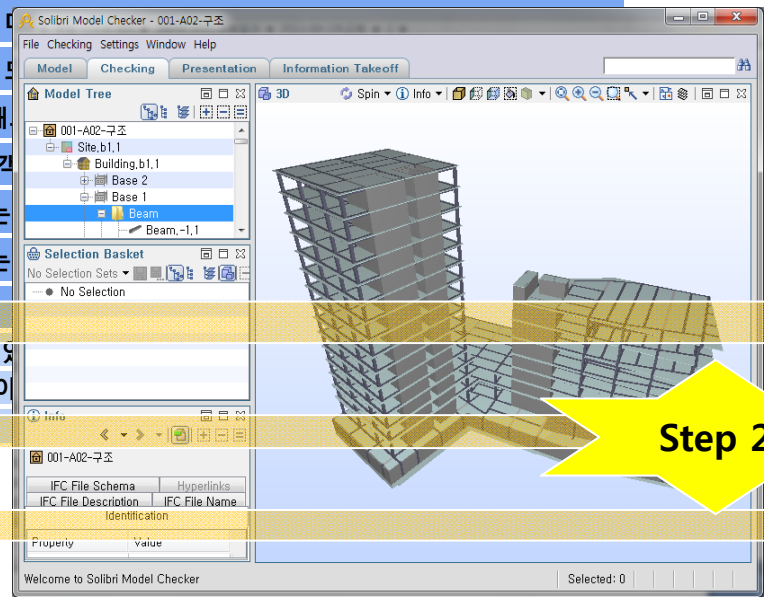 Solibri Model Checker - 001-A02-구조
File Checking Settings Window Help
Model Checking Presentation Information Takeoff
Model Tree
3D Spin Info
001-A02-구조
Site,b1,1
Building,b1,1
Base 2
Base 1
Beam
Beam,-1,1
Selection Basket
No Selection Sets
No Selection
Info
001-A02-구조
Step 2
IFC File Schema Hyperlinks
IFC File Description IFC File Name
Identification
Property Value
Welcome to Solibri Model Checker Selected: 0